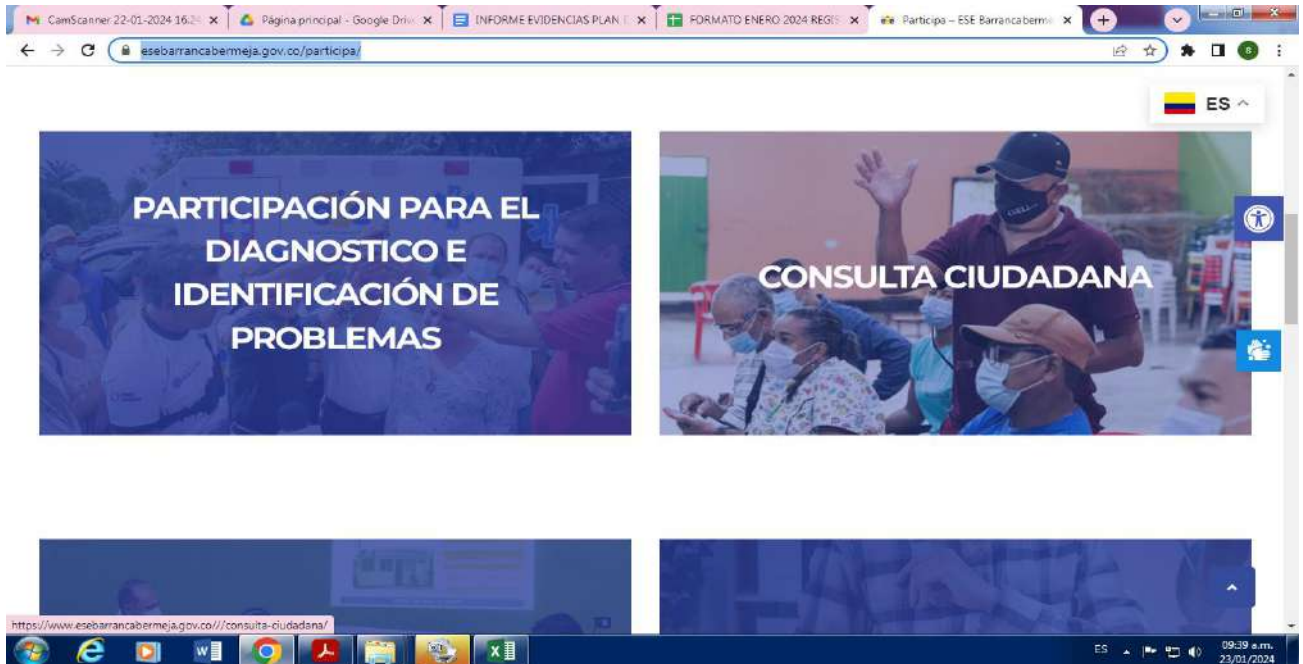 CamScanner 22-01-2024 16.2
Página principal - Google Driv
INFORME EVIDENCIAS PLAN
FORMATO ENERO 2024 REGIS
Participa – ESE Barrancaberme
esebarrancabermeja.gov.co/participa/
ES
PARTICIPACIÓN PARA EL
DIAGNOSTICO E
IDENTIFICACIÓN DE
PROBLEMAS
CONSULTA CIUDADANA
https://www.esebarrancabermeja.gov.co///consulta-ciudadana/
ES
09:39 a.m.
23/01/2024